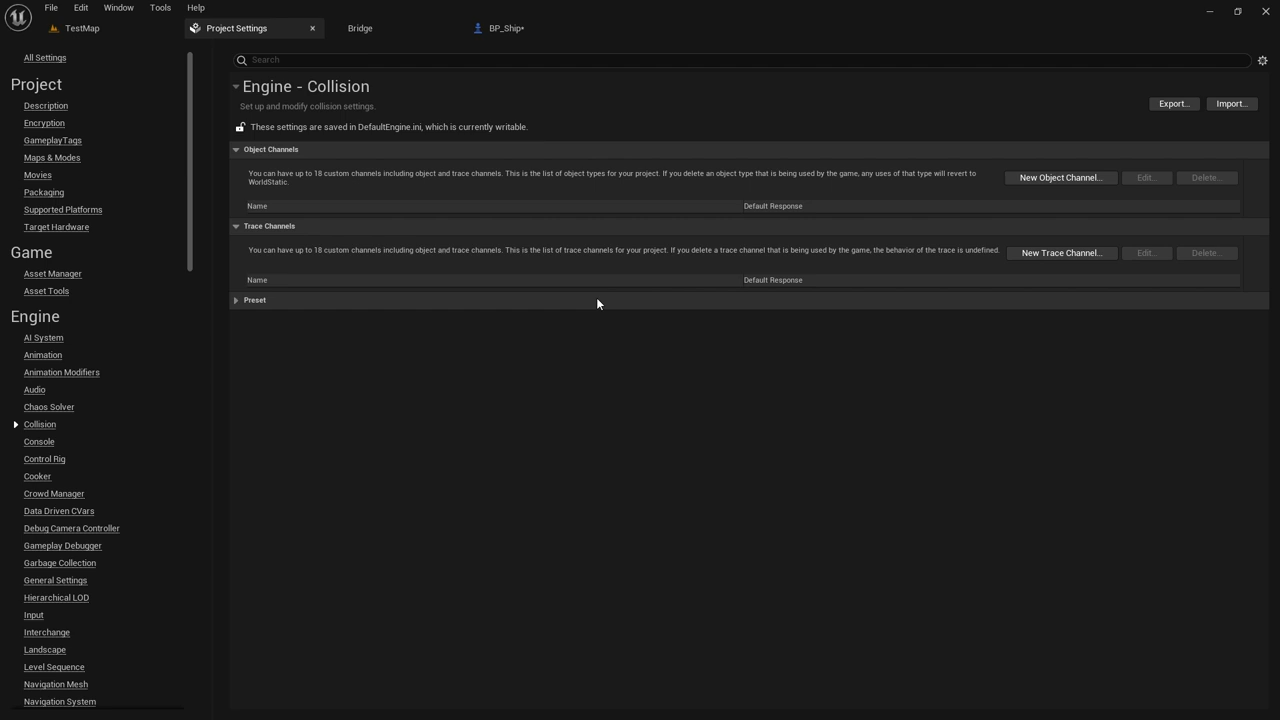 File Edit Window Tools Help
TestMap Project Settings Bridge BP_Ship*
All Settings
Project
Description
Encryption
GameplayTags
Maps & Modes
Movies
Packaging
Supported Platforms
Target Hardware
Game
Asset Manager
Asset Tools
Engine
AI System
Animation
Animation Modifiers
Audio
Chaos Solver
Collision
Console
Control Rig
Cooker
Crowd Manager
Data Driven CVars
Debug Camera Controller
Gameplay Debugger
Garbage Collection
General Settings
Hierarchical LOD
Input
Interchange
Landscape
Level Sequence
Navigation Mesh
Navigation System
Search
Engine - Collision
Set up and modify collision settings.
Export... Import...
These settings are saved in DefaultEngine.ini, which is currently writable.
Object Channels
You can have up to 18 custom channels including object and trace channels. This is the list of object types for your project. If you delete an object type that is being used by the game, any uses of that type will revert to
WorldStatic.
New Object Channel... Edit... Delete...
Name Default Response
Trace Channels
You can have up to 18 custom channels including object and trace channels. This is the list of trace channels for your project. If you delete a trace channel that is being used by the game, the behavior of the trace is undefined.
New Trace Channel... Edit... Delete...
Name Default Response
Preset